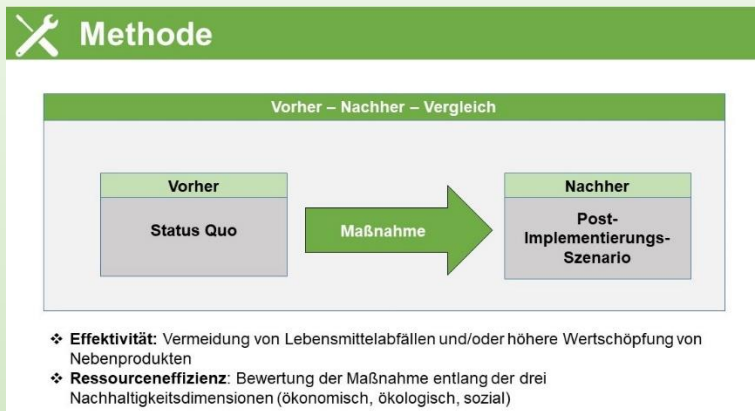 Methode
Vorher – Nachher – Vergleich
Vorher
Status Quo
Maßnahme
Nachher
Post-
Implementierungs-
Szenario
❖ Effektivität: Vermeidung von Lebensmittelabfällen und/oder höhere Wertschöpfung von
Nebenprodukten
❖ Ressourceneffizienz: Bewertung der Maßnahme entlang der drei
Nachhaltigkeitsdimensionen (ökonomisch, ökologisch, sozial)